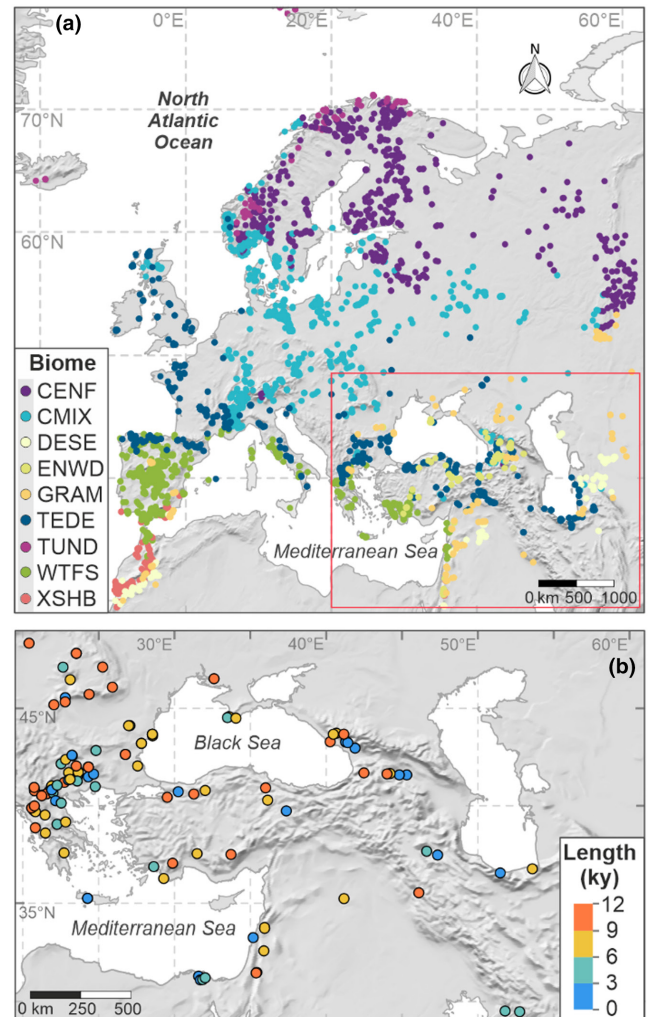 (a)
0°E
20°E
40°E
60°E
N
North
Atlantic
Ocean
70°N
60°N
Biome
CENF
CMIX
DESE
ENWD
GRAM
TEDE
TUND
WTFS
XSHB
Mediterranean Sea
0 km 500 1000
30°E
40°E
50°E
60°E
(b)
45°N
Black Sea
35°N
Mediterranean Sea
Length
(ky)
12
9
6
3
0
0 km 250 500